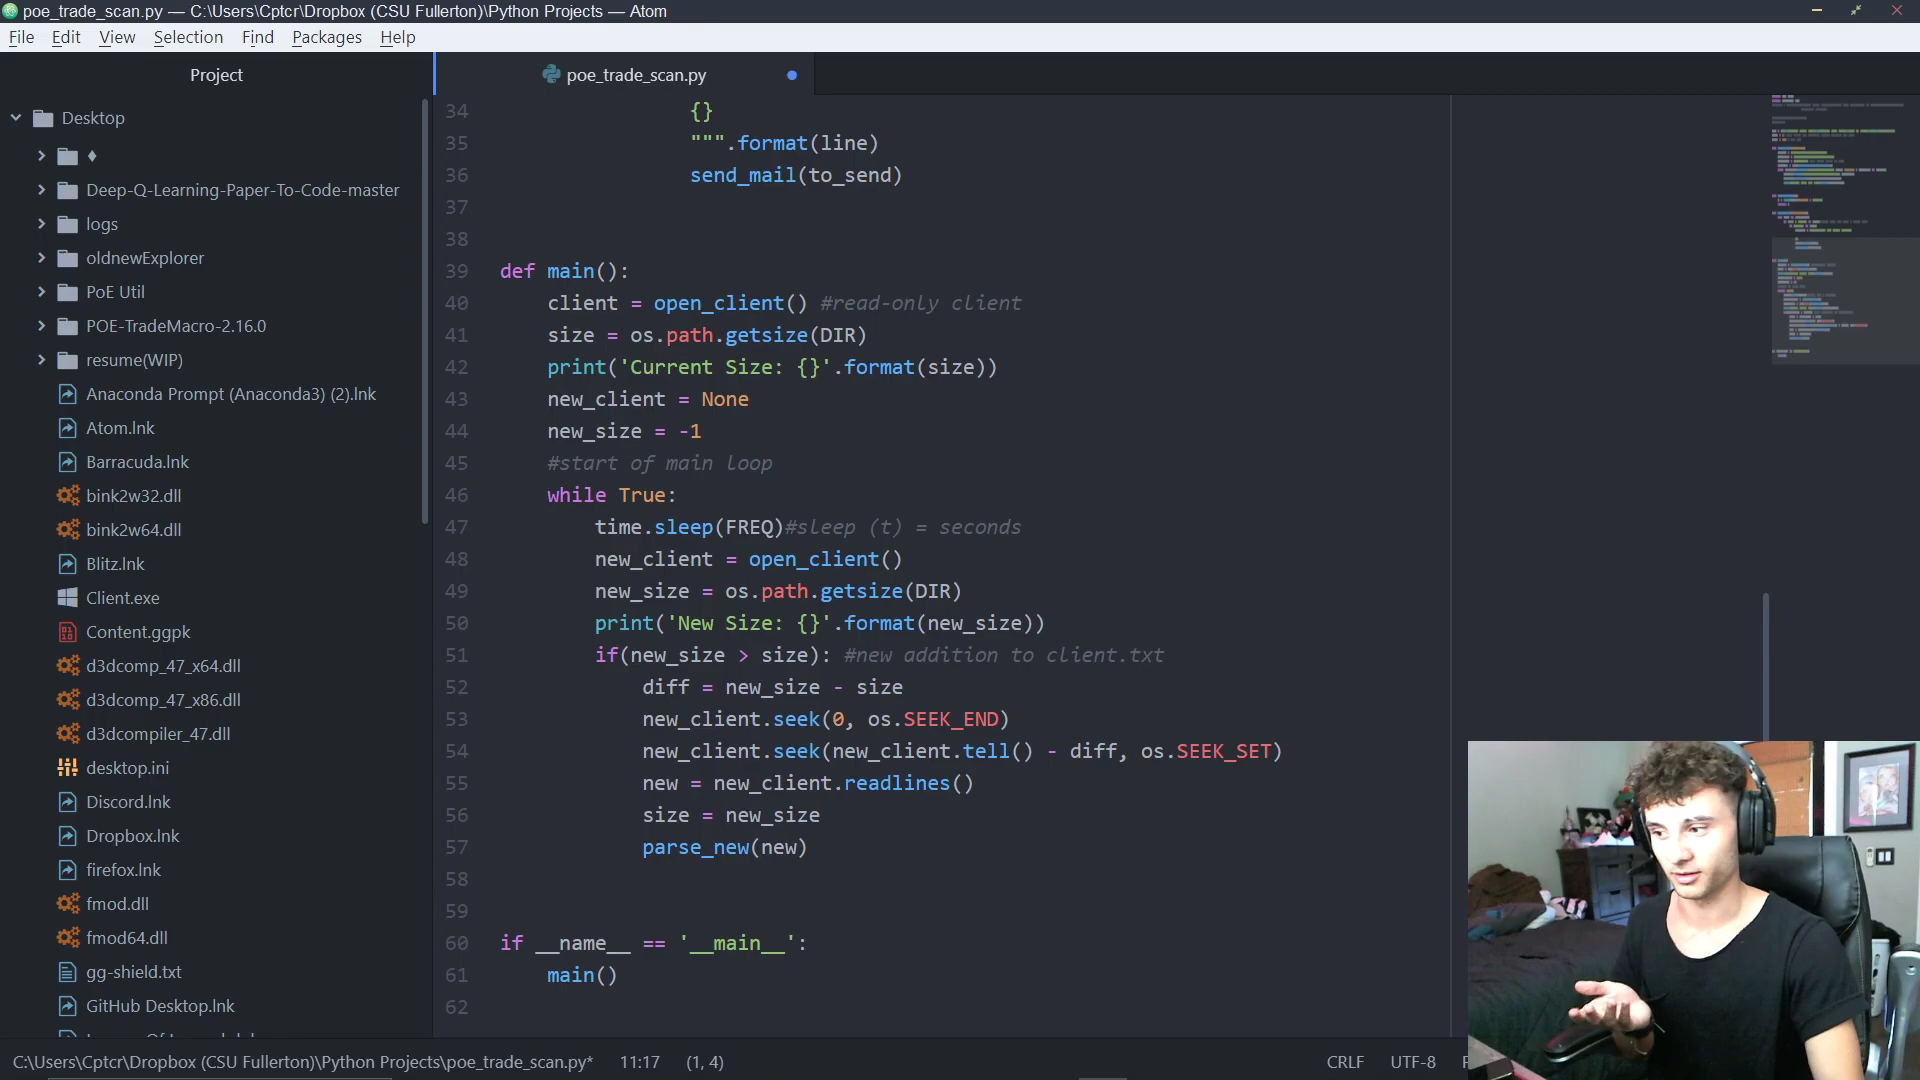 poe_trade_scan.py — C:\Users\Cptcr\Dropbox (CSU Fullerton)\Python Projects — Atom
File Edit View Selection Find Packages Help
Project
Desktop
Deep-Q-Learning-Paper-To-Code-master
logs
oldnewExplorer
PoE Util
POE-TradeMacro-2.16.0
resume(WIP)
Anaconda Prompt (Anaconda3) (2).lnk
Atom.lnk
Barracuda.lnk
bink2w32.dll
bink2w64.dll
Blitz.lnk
Client.exe
Content.ggpk
d3dcomp_47_x64.dll
d3dcomp_47_x86.dll
d3dcompiler_47.dll
desktop.ini
Discord.lnk
Dropbox.lnk
firefox.lnk
fmod.dll
fmod64.dll
gg-shield.txt
GitHub Desktop.lnk
poe_trade_scan.py
34 {}
35 """.format(line)
36 send_mail(to_send)
37
38
39 def main():
40 client = open_client() #read-only client
41 size = os.path.getsize(DIR)
42 print('Current Size: {}'.format(size))
43 new_client = None
44 new_size = -1
45 #start of main loop
46 while True:
47 time.sleep(FREQ)#sleep (t) = seconds
48 new_client = open_client()
49 new_size = os.path.getsize(DIR)
50 print('New Size: {}'.format(new_size))
51 if(new_size > size): #new addition to client.txt
52 diff = new_size - size
53 new_client.seek(0, os.SEEK_END)
54 new_client.seek(new_client.tell() - diff, os.SEEK_SET)
55 new = new_client.readlines()
56 size = new_size
57 parse_new(new)
58
59
60 if __name__ == '__main__':
61 main()
62
C:\Users\Cptcr\Dropbox (CSU Fullerton)\Python Projects\poe_trade_scan.py* 11:17 (1, 4) CRLF UTF-8